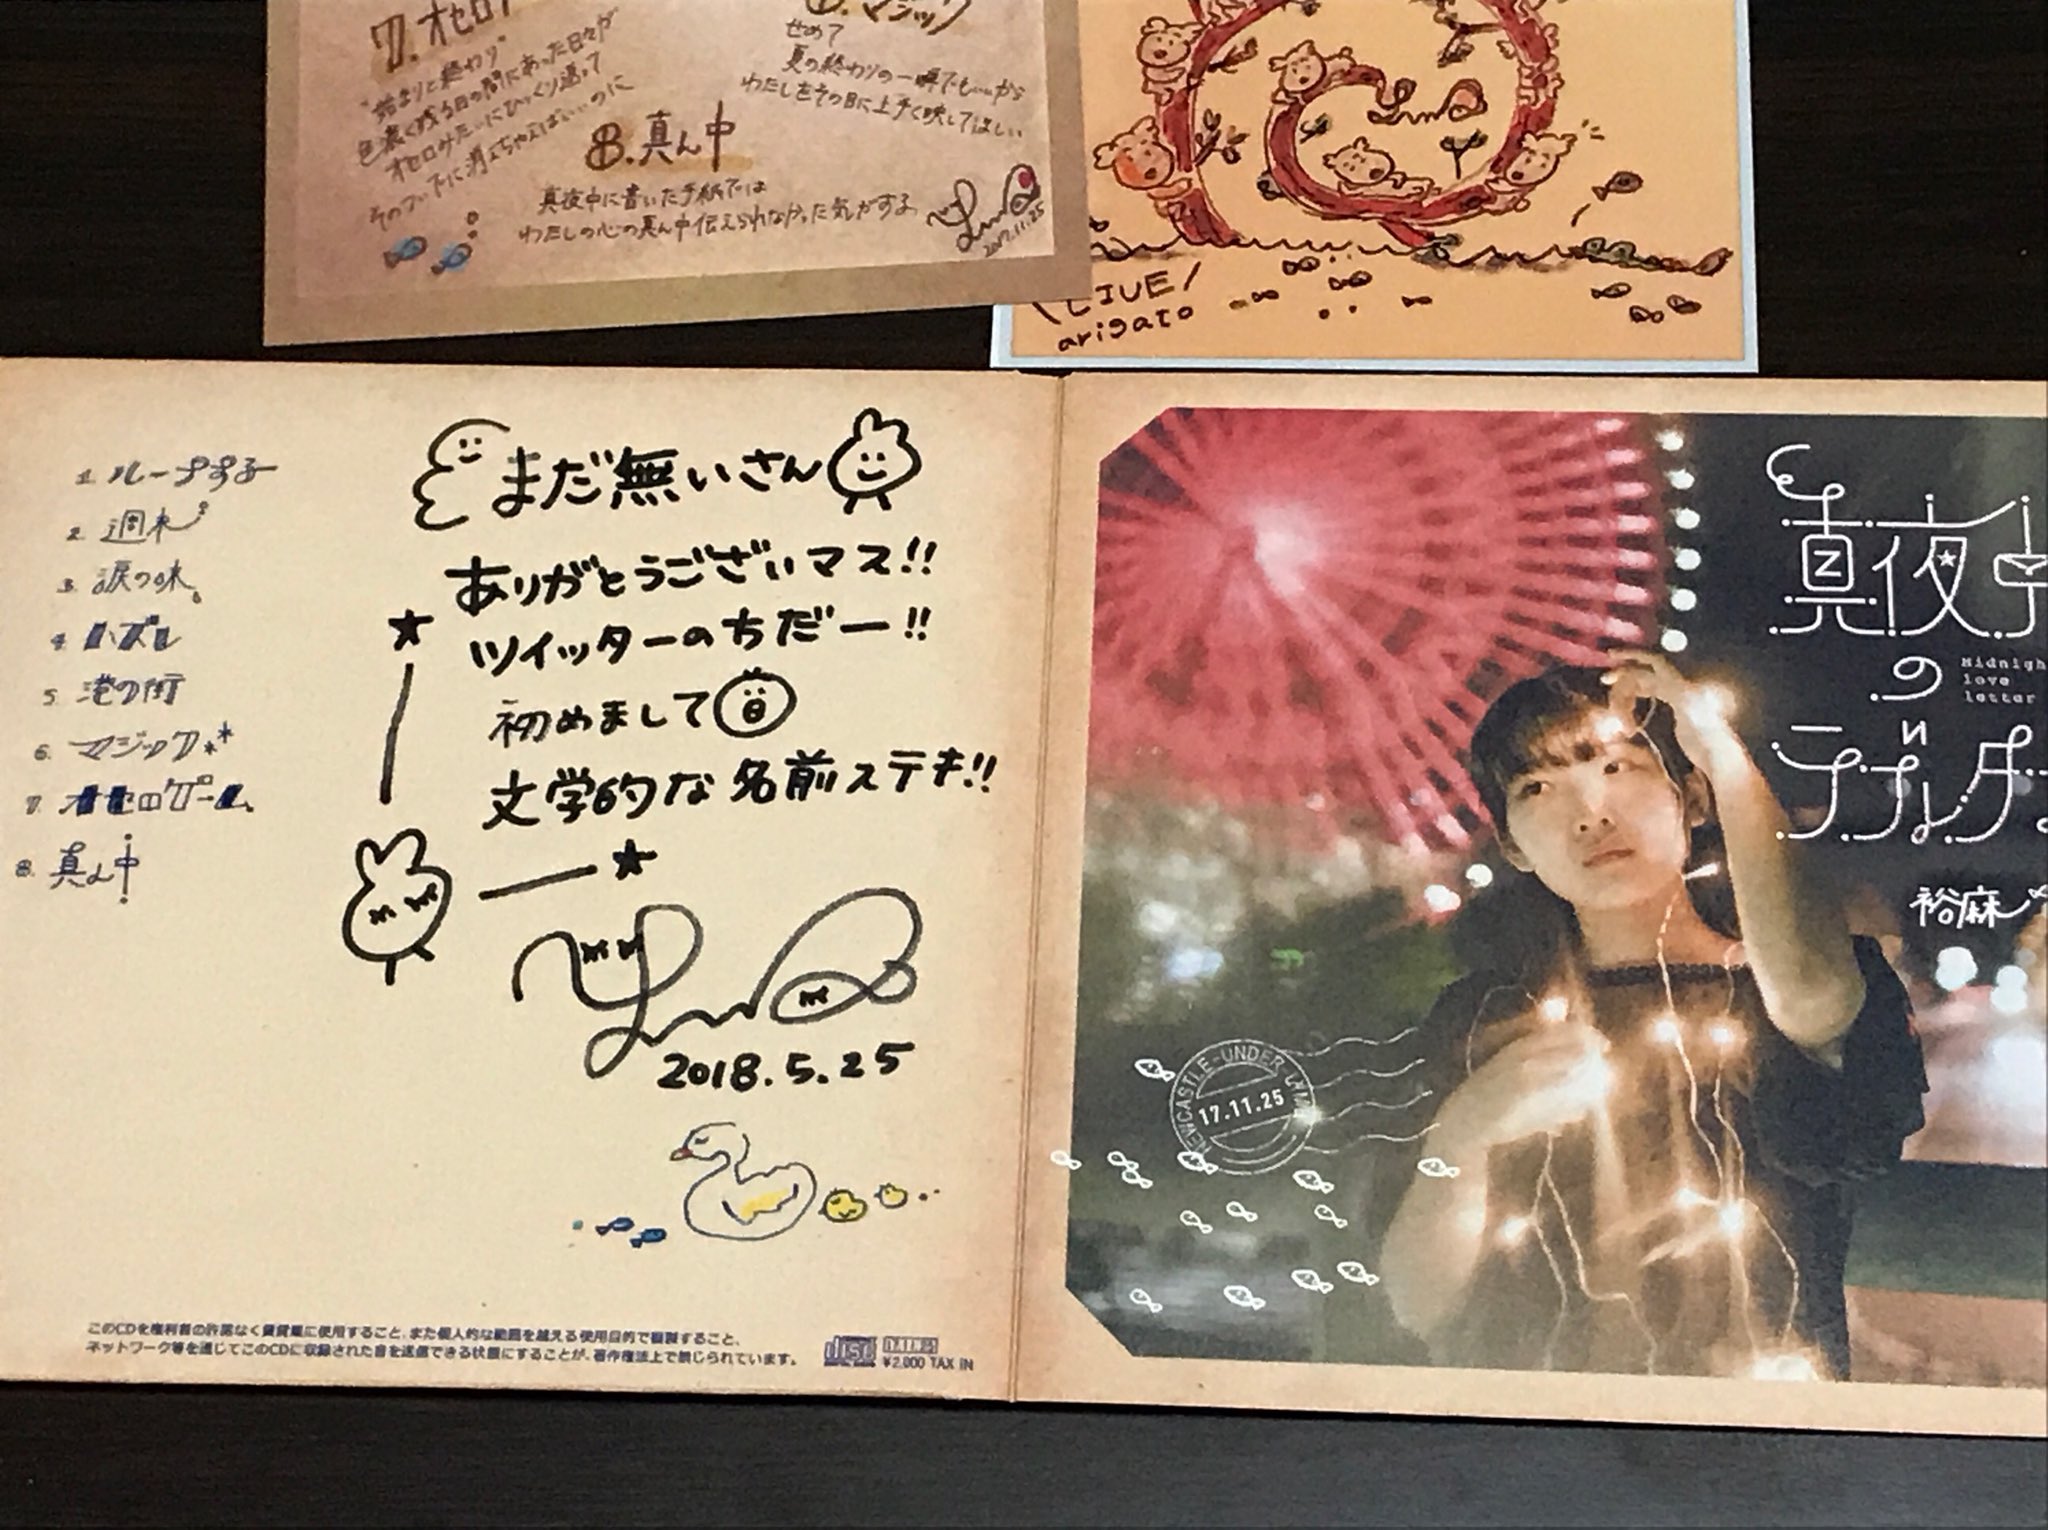 7.オセロ
"始まりと終わり"
色濃く残る日の間にあった日々が
オセロみたいにひっくり返って
マジック
せめて
夏の終わりの一瞬でも……から
わたしをその目に上手く映してほしい
8.真ん中
真夜中に書いた手紙では
わたしの心の真ん中伝えられなかった気がする
2017.11.25
LIVE
arigato
1. ループする
2. 週末
3. 涙の味。
4. ハズレ
5. 港の街
6. マジック**
7. オセロゲーム、
8. 真ん中
まだ無いさん
ありがとうございマス!!
ツイッターのちだー!!
初めまして
文学的な名前ステキ!!
2018.5.25
このCDを権利者の許諾なく賃貸業に使用すること、また個人的な範囲を越える使用目的で複製すること、
ネットワーク等を通じてこのCDに収録された音を送信できる状態にすることが、著作権法上で禁じられています。
17.11.25
¥2,000 TAX IN
真夜中
の
Midnigh
love
letter
裕麻
NEWCASTLE-UNDER
17.11.25